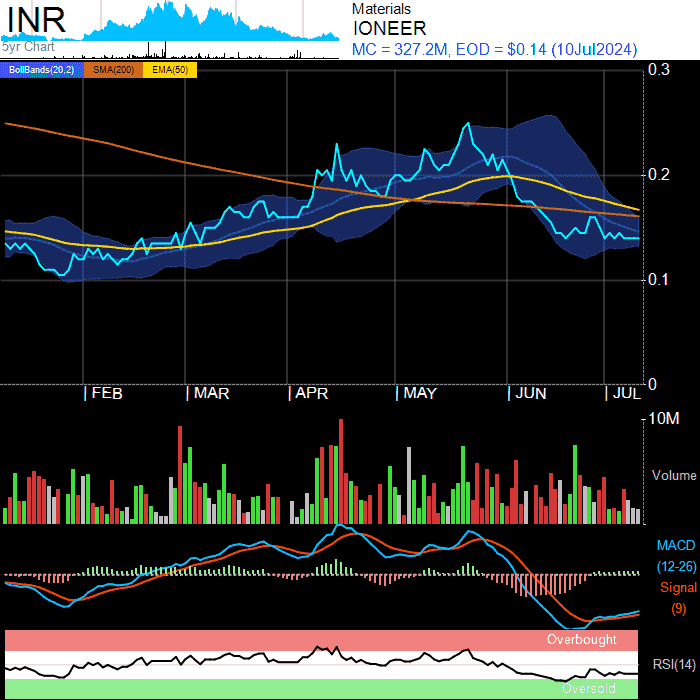 INR
5yr Chart
Materials
IONEER
MC = 327.2M, EOD = $0.14 (10Jul2024)
BollBands(20,2) SMA(200) EMA(50)
0.3
0.2
0.1
0
FEB MAR APR MAY JUN JUL
10M
Volume
MACD
(12-26)
Signal
(9)
Overbought
RSI(14)
Oversold